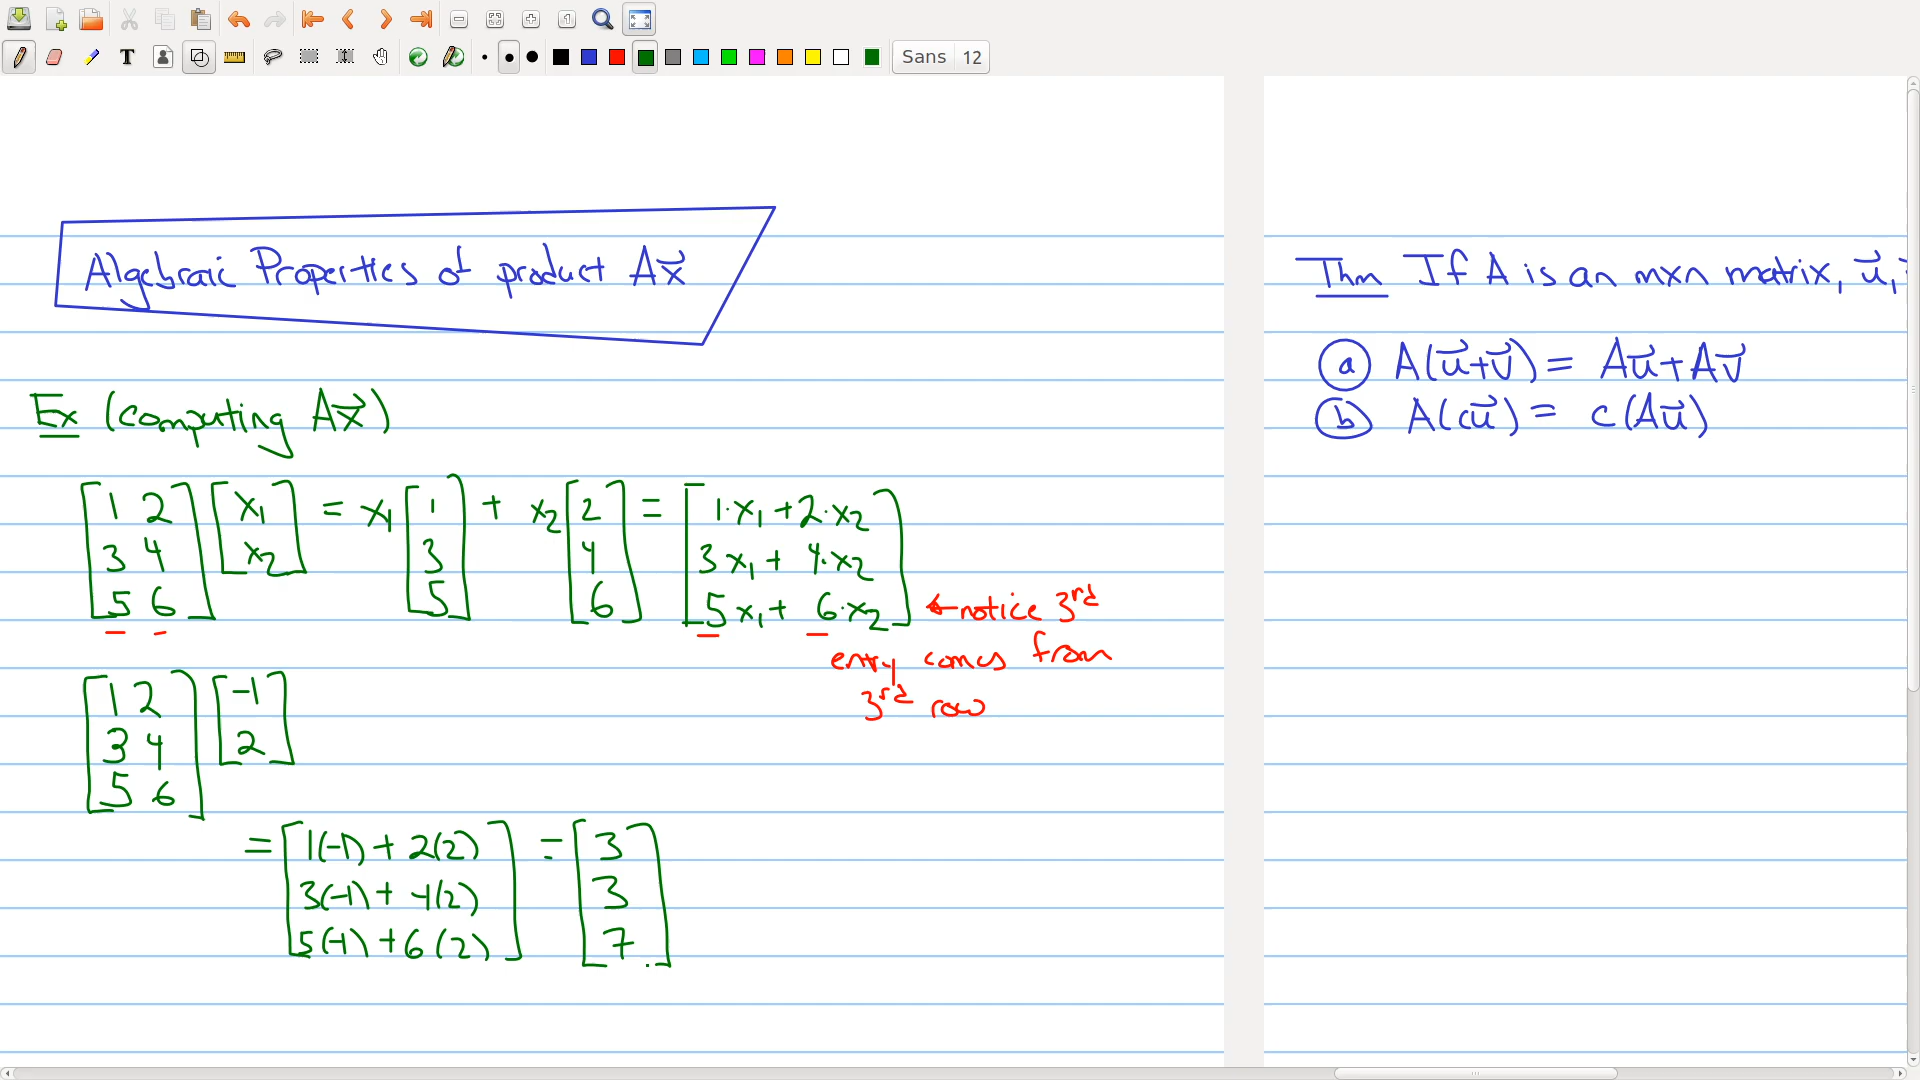 Sans 12
Algebraic Properties of product Ax⃗
Ex (computing Ax⃗)
[1 2; 3 4; 5 6] [x₁; x₂] = x₁ [1; 3; 5] + x₂ [2; 4; 6] = [1·x₁ + 2·x₂; 3x₁ + 4·x₂; 5x₁ + 6·x₂] ← notice 3rd
entry comes from
3rd row
[1 2; 3 4; 5 6] [-1; 2]
= [1(-1) + 2(2); 3(-1) + 4(2); 5(-1) + 6(2)] = [3; 3; 7]
Thm If A is an m×n matrix, u⃗,
(a) A(u⃗+v⃗) = Au⃗ + Av⃗
(b) A(cu⃗) = c(Au⃗)